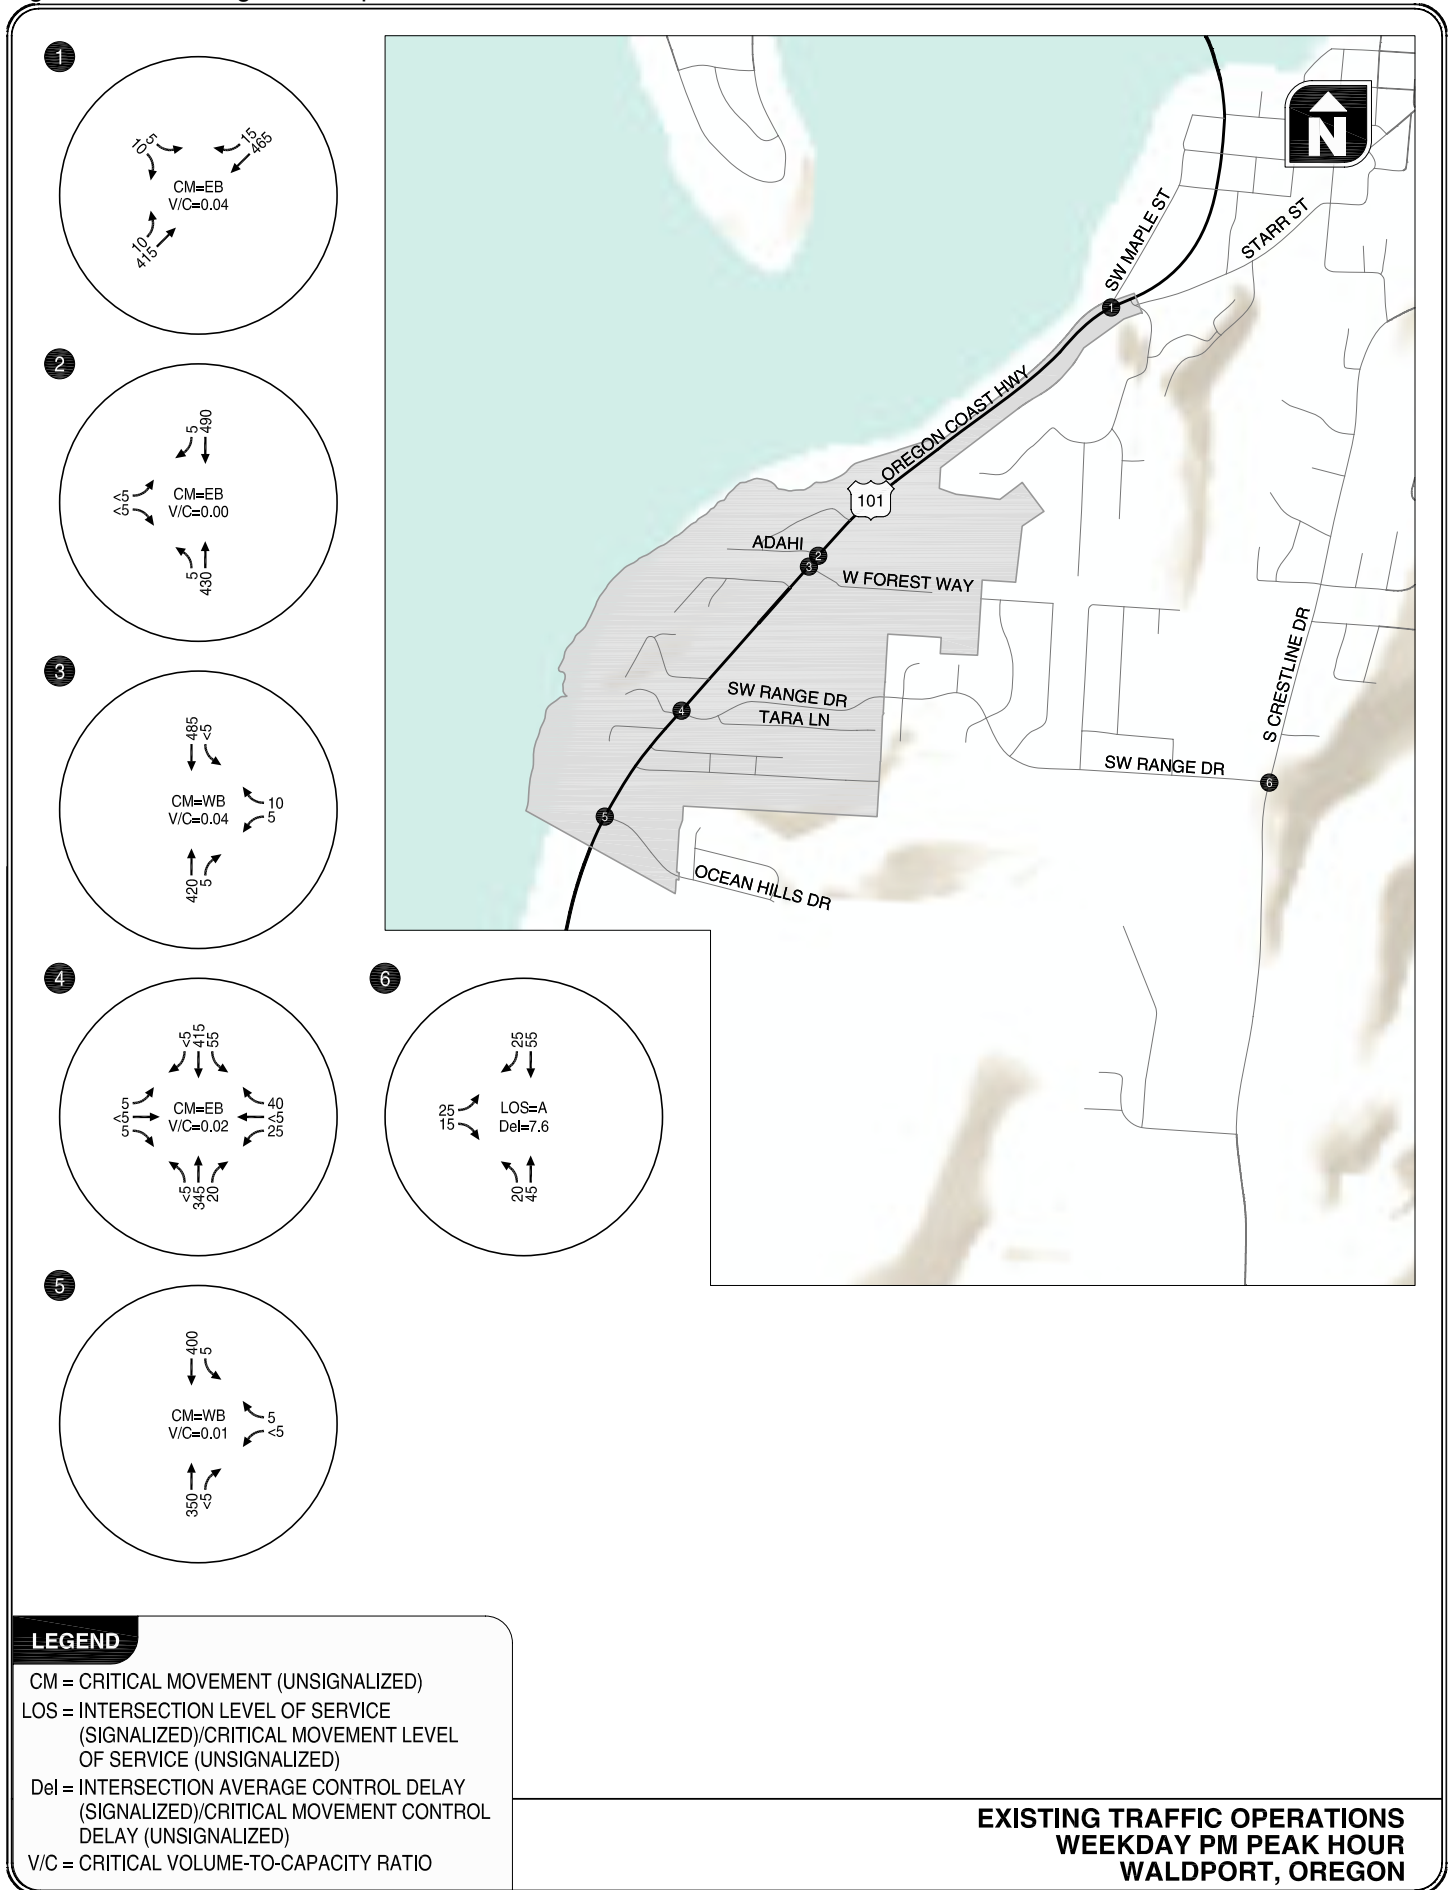 1
5
10
15
465
CM=EB
V/C=0.04
10
415
2
5
490
<5
<5
CM=EB
V/C=0.00
5
430
3
485
<5
CM=WB
V/C=0.04
10
5
420
5
4
<5
415
55
5
<5
5
CM=EB
V/C=0.02
40
<5
25
<5
345
20
6
25
55
25
15
LOS=A
Del=7.6
20
45
5
400
5
CM=WB
V/C=0.01
5
<5
350
<5
N
SW MAPLE ST
STARR ST
1
OREGON COAST HWY
101
ADAHI
2
3
W FOREST WAY
S CRESTLINE DR
SW RANGE DR
4
TARA LN
SW RANGE DR
6
5
OCEAN HILLS DR
LEGEND
CM = CRITICAL MOVEMENT (UNSIGNALIZED)
LOS = INTERSECTION LEVEL OF SERVICE
(SIGNALIZED)/CRITICAL MOVEMENT LEVEL
OF SERVICE (UNSIGNALIZED)
Del = INTERSECTION AVERAGE CONTROL DELAY
(SIGNALIZED)/CRITICAL MOVEMENT CONTROL
DELAY (UNSIGNALIZED)
V/C = CRITICAL VOLUME-TO-CAPACITY RATIO
EXISTING TRAFFIC OPERATIONS
WEEKDAY PM PEAK HOUR
WALDPORT, OREGON